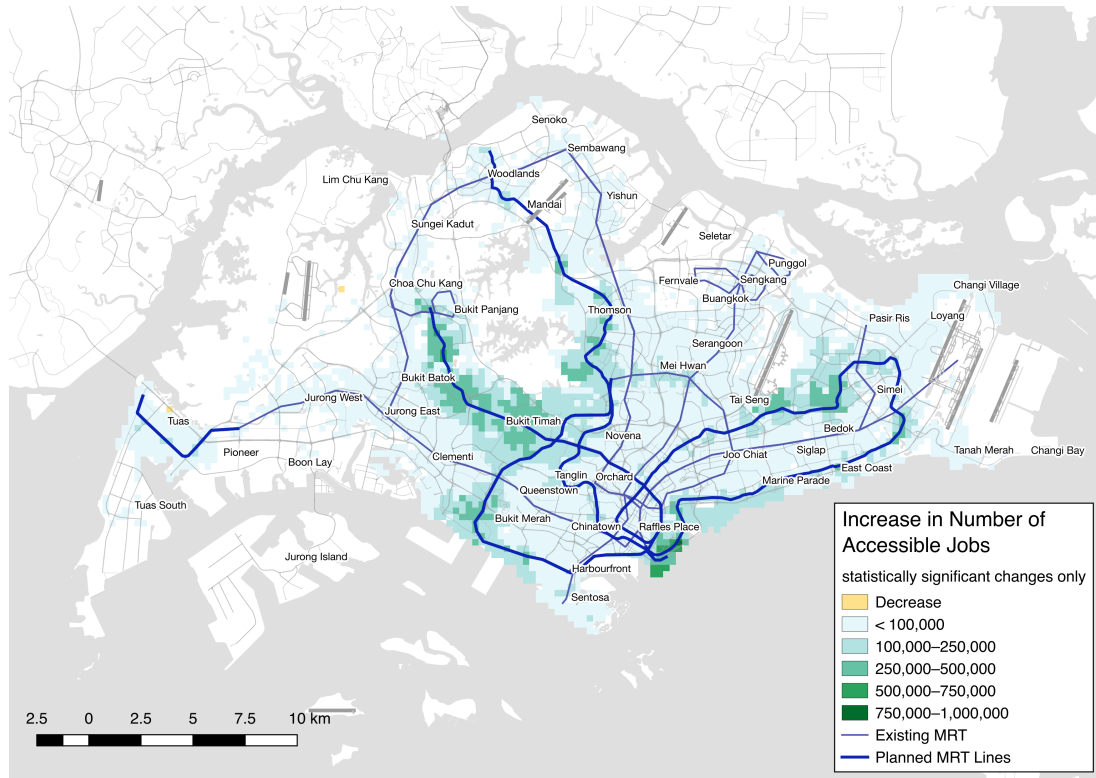 Senoko
Sembawang
Woodlands
Lim Chu Kang
Yishun
Mandai
Sungei Kadut
Seletar
Punggol
Choa Chu Kang
Fernvale
Sengkang
Changi Village
Buangkok
Bukit Panjang
Thomson
Loyang
Pasir Ris
Serangoon
Mei Hwan
Bukit Batok
Simei
Jurong West
Tai Seng
Jurong East
Tuas
Bukit Timah
Bedok
Novena
Pioneer
Joo Chiat
Siglap
Tanah Merah
Changi Bay
Clementi
Boon Lay
East Coast
Tanglin
Orchard
Marine Parade
Queenstown
Tuas South
Bukit Merah
Chinatown
Raffles Place
Jurong Island
Harbourfront
Sentosa
Increase in Number of
Accessible Jobs
statistically significant changes only
Decrease
< 100,000
100,000–250,000
250,000–500,000
500,000–750,000
750,000–1,000,000
Existing MRT
Planned MRT Lines
2.5 0 2.5 5 7.5 10 km